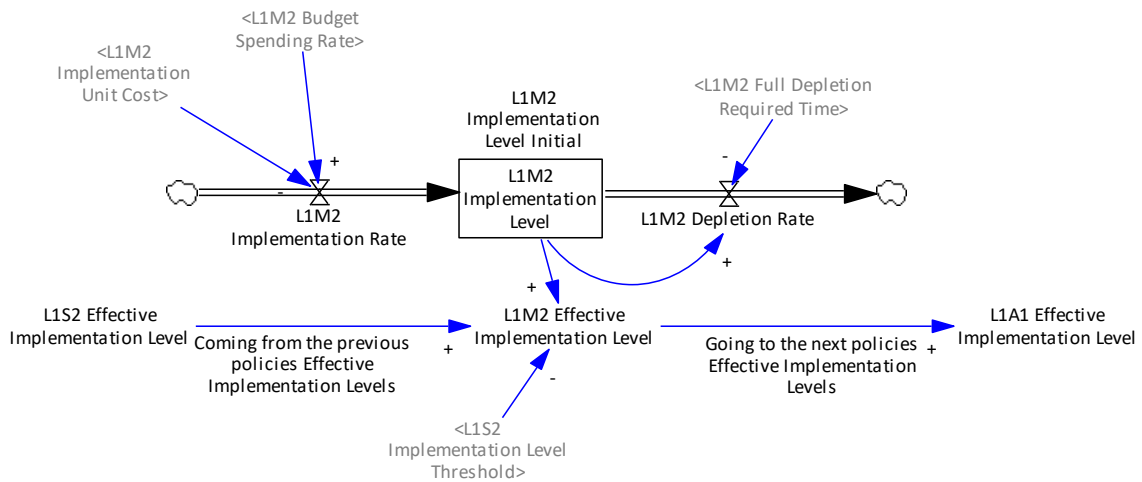 <L1M2 Budget
Spending Rate>
<L1M2
Implementation
Unit Cost>
L1M2
Implementation
Level Initial
<L1M2 Full Depletion
Required Time>
+
-
-
L1M2
Implementation
Level
L1M2
Implementation Rate
L1M2 Depletion Rate
+
+
L1S2 Effective
Implementation Level
L1M2 Effective
Implementation Level
L1A1 Effective
Implementation Level
Coming from the previous
policies Effective
Implementation Levels
+
Going to the next policies
Effective Implementation
Levels
+
-
<L1S2
Implementation Level
Threshold>